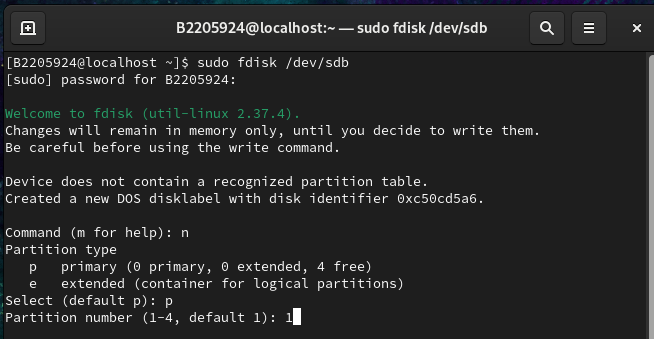 B2205924@localhost:~ — sudo fdisk /dev/sdb
[B2205924@localhost ~]$ sudo fdisk /dev/sdb
[sudo] password for B2205924:
Welcome to fdisk (util-linux 2.37.4).
Changes will remain in memory only, until you decide to write them.
Be careful before using the write command.
Device does not contain a recognized partition table.
Created a new DOS disklabel with disk identifier 0xc50cd5a6.
Command (m for help): n
Partition type
   p   primary (0 primary, 0 extended, 4 free)
   e   extended (container for logical partitions)
Select (default p): p
Partition number (1-4, default 1): 1